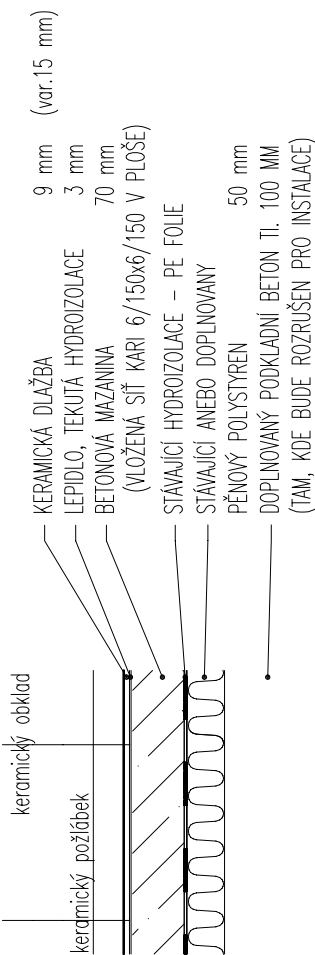 KERAMICKÁ DLAŽBA 9 mm (var.15 mm)
LEPIDLO, TEKUTÁ HYDROIZOLACE 3 mm
BETONOVÁ MAZANINA 70 mm
(VLOŽENÁ SÍŤ KARI 6/150x6/150 V PLOŠE)
STÁVAJÍCÍ HYDROIZOLACE – PE FOLIE
STÁVAJÍCÍ ANEBO DOPLNOVANY
PĚNOVÝ POLYSTYREN 50 mm
DOPLNOVANÝ PODKLADNÍ BETON Tl. 100 MM
(TAM, KDE BUDE ROZRUŠEN PRO INSTALACE)
keramický obklad
keramický požlábek